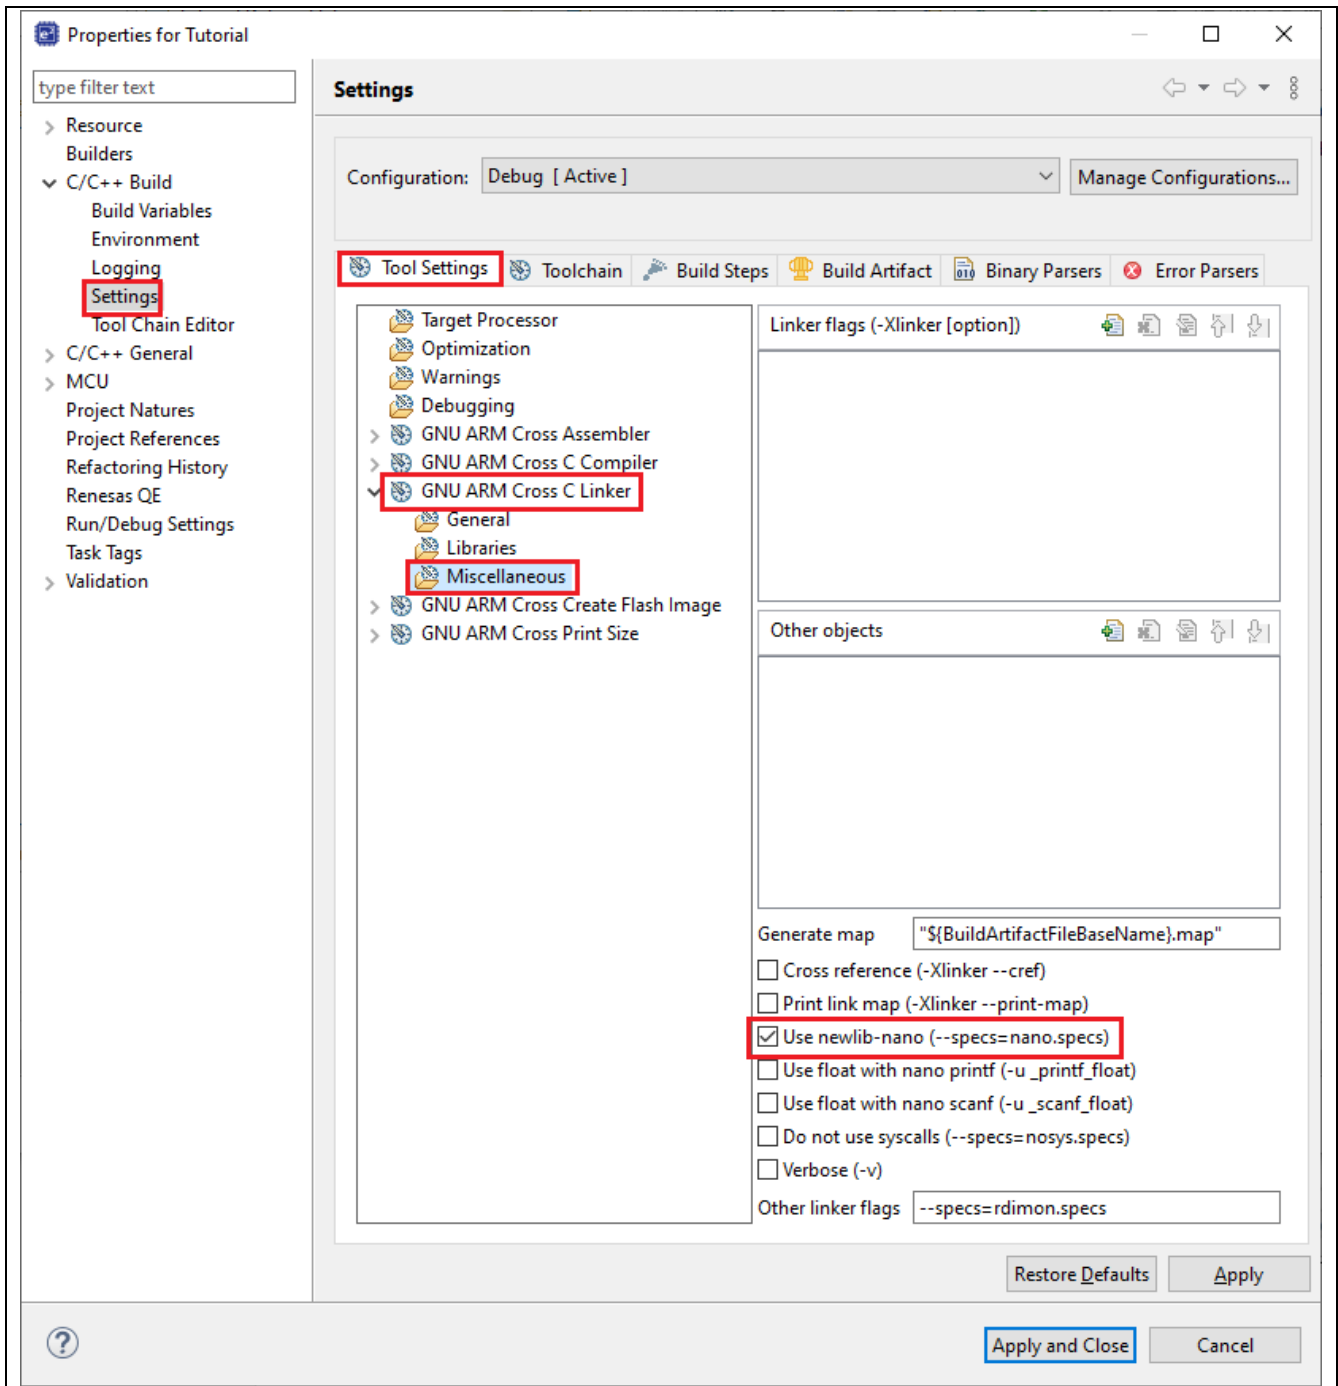 Properties for Tutorial
type filter text
Resource
Builders
C/C++ Build
Build Variables
Environment
Logging
Settings
Tool Chain Editor
C/C++ General
MCU
Project Natures
Project References
Refactoring History
Renesas QE
Run/Debug Settings
Task Tags
Validation
Settings
Configuration: Debug [ Active ] Manage Configurations...
Tool Settings Toolchain Build Steps Build Artifact Binary Parsers Error Parsers
Target Processor
Optimization
Warnings
Debugging
GNU ARM Cross Assembler
GNU ARM Cross C Compiler
GNU ARM Cross C Linker
General
Libraries
Miscellaneous
GNU ARM Cross Create Flash Image
GNU ARM Cross Print Size
Linker flags (-Xlinker [option])
Other objects
Generate map "${BuildArtifactFileBaseName}.map"
Cross reference (-Xlinker --cref)
Print link map (-Xlinker --print-map)
Use newlib-nano (--specs=nano.specs)
Use float with nano printf (-u _printf_float)
Use float with nano scanf (-u _scanf_float)
Do not use syscalls (--specs=nosys.specs)
Verbose (-v)
Other linker flags --specs=rdimon.specs
Restore Defaults Apply
Apply and Close Cancel